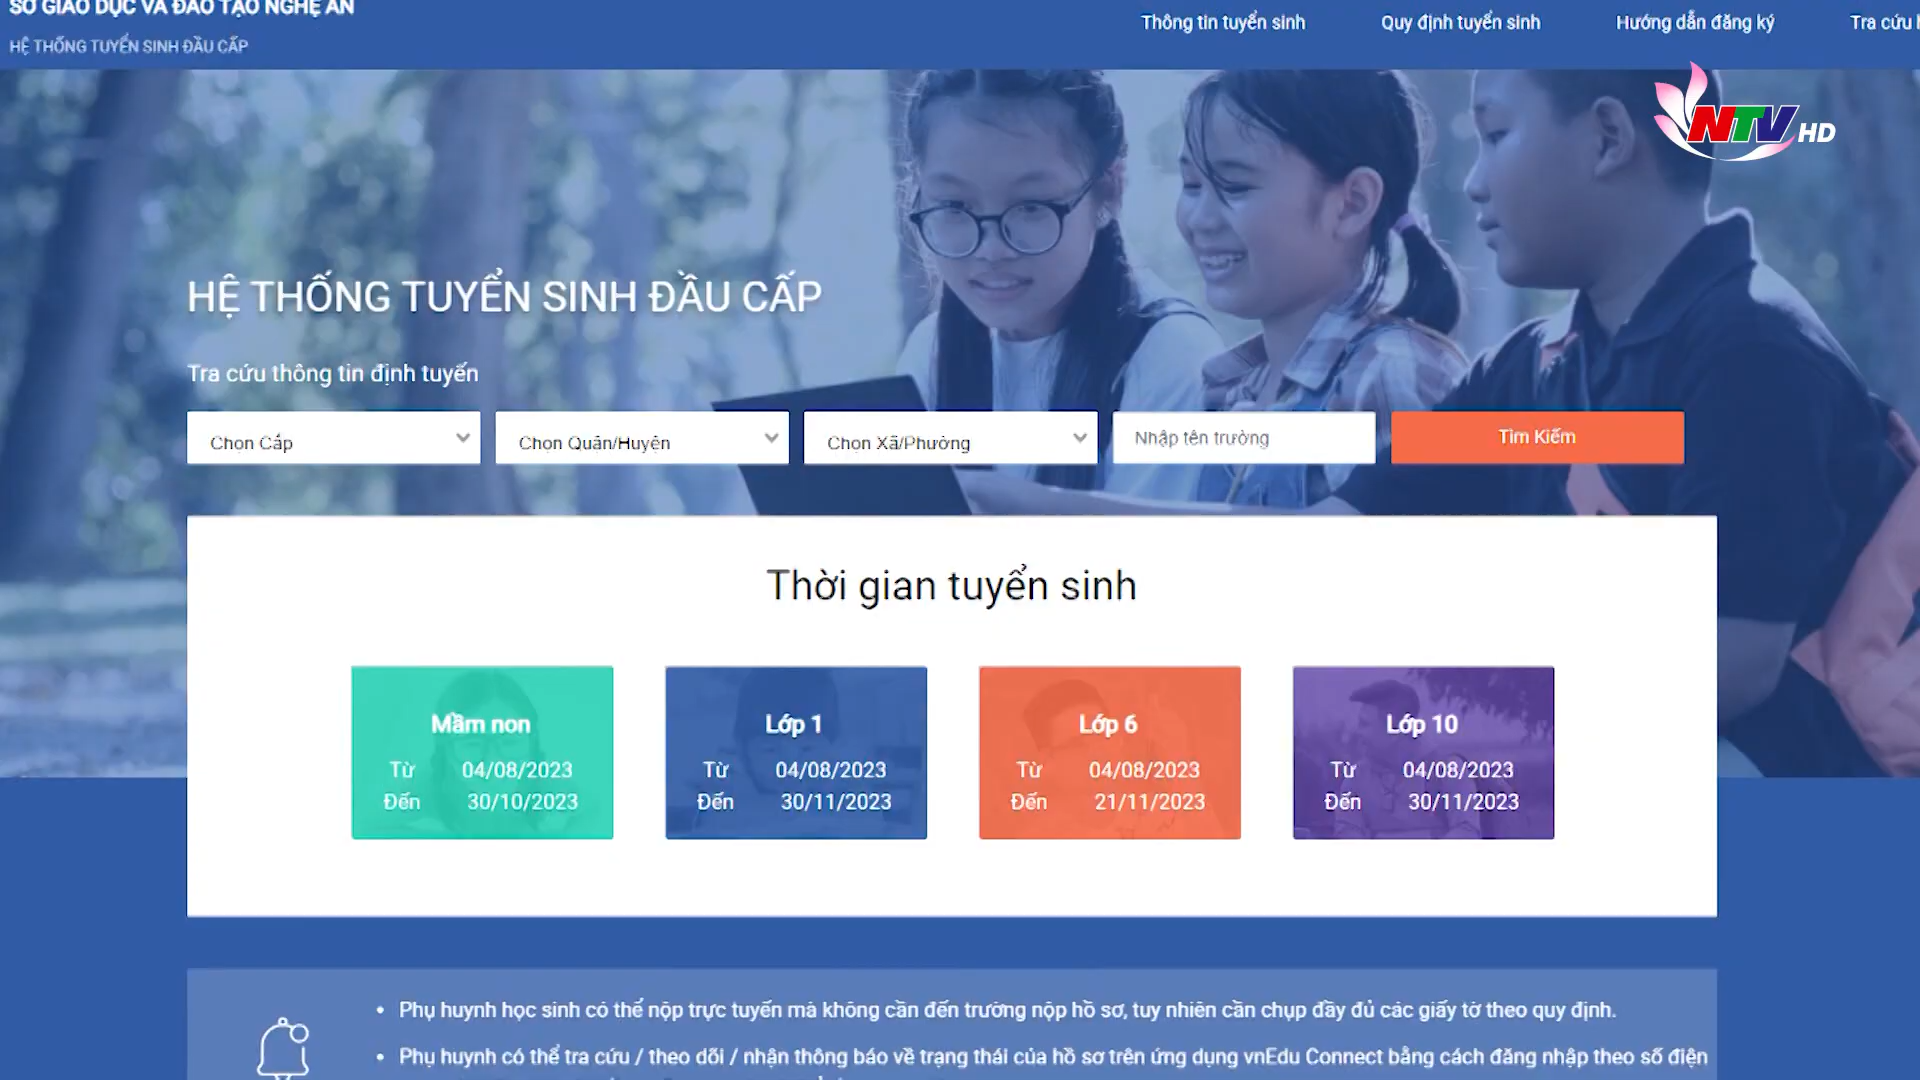 SỞ GIÁO DỤC VÀ ĐÀO TẠO NGHỆ AN
HỆ THỐNG TUYỂN SINH ĐẦU CẤP
Thông tin tuyển sinh
Quy định tuyển sinh
Hướng dẫn đăng ký
Tra cứu
NTV HD
HỆ THỐNG TUYỂN SINH ĐẦU CẤP
Tra cứu thông tin định tuyến
Chọn Cấp
Chọn Quận/Huyện
Chọn Xã/Phường
Nhập tên trường
Tìm Kiếm
Thời gian tuyển sinh
Mầm non
Từ 04/08/2023
Đến 30/10/2023
Lớp 1
Từ 04/08/2023
Đến 30/11/2023
Lớp 6
Từ 04/08/2023
Đến 21/11/2023
Lớp 10
Từ 04/08/2023
Đến 30/11/2023
• Phụ huynh học sinh có thể nộp trực tuyến mà không cần đến trường nộp hồ sơ, tuy nhiên cần chụp đầy đủ các giấy tờ theo quy định.
• Phụ huynh có thể tra cứu / theo dõi / nhận thông báo về trạng thái của hồ sơ trên ứng dụng vnEdu Connect bằng cách đăng nhập theo số điện